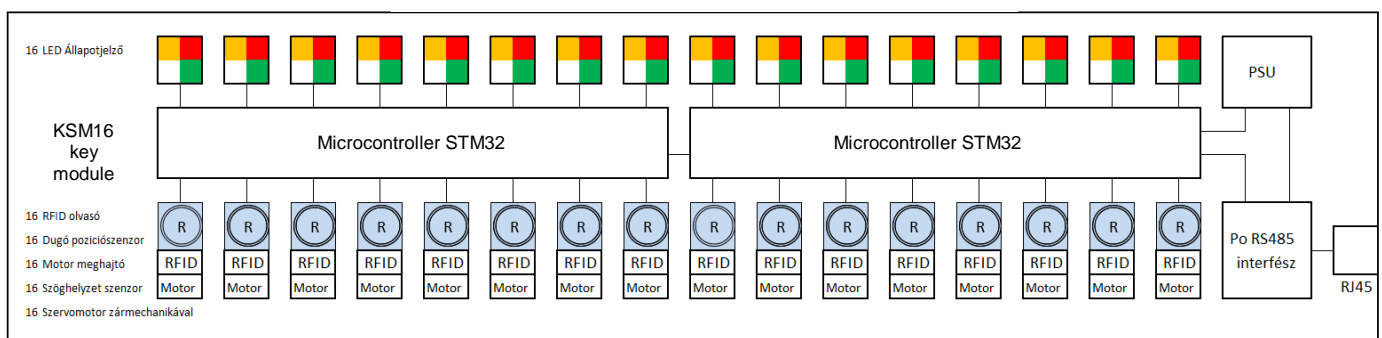 16 LED Állapotjelző
PSU
KSM16
key
module
Microcontroller STM32
Microcontroller STM32
16 RFID olvasó
16 Dugó poziciószenzor
16 Motor meghajtó
16 Szöghelyzet szenzor
16 Szervomotor zármechanikával
R R R R R R R R R R R R R R R R
RFID RFID RFID RFID RFID RFID RFID RFID RFID RFID RFID RFID RFID RFID RFID RFID
Motor Motor Motor Motor Motor Motor Motor Motor Motor Motor Motor Motor Motor Motor Motor Motor
Po RS485
interfész
RJ45